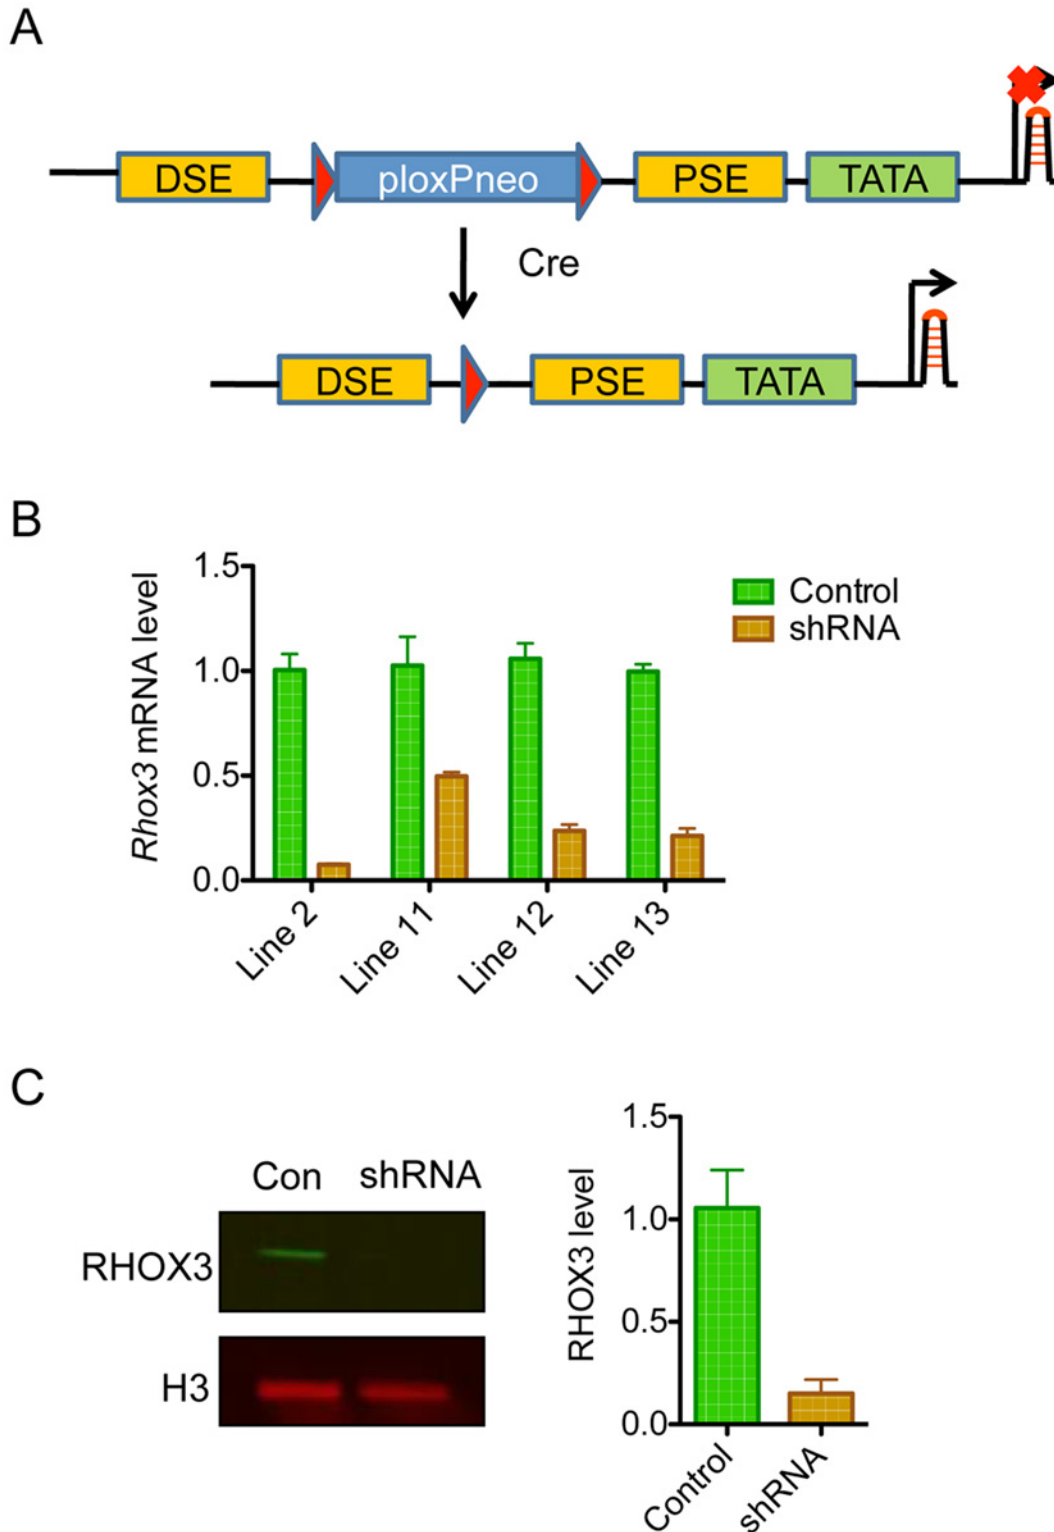 A
DSE ploxPneo PSE TATA
Cre
DSE PSE TATA
B
Rhox3 mRNA level
1.5
1.0
0.5
0.0
Control
shRNA
Line 2 Line 11 Line 12 Line 13
C
Con shRNA
RHOX3
H3
RHOX3 level
1.5
1.0
0.5
0.0
Control shRNA